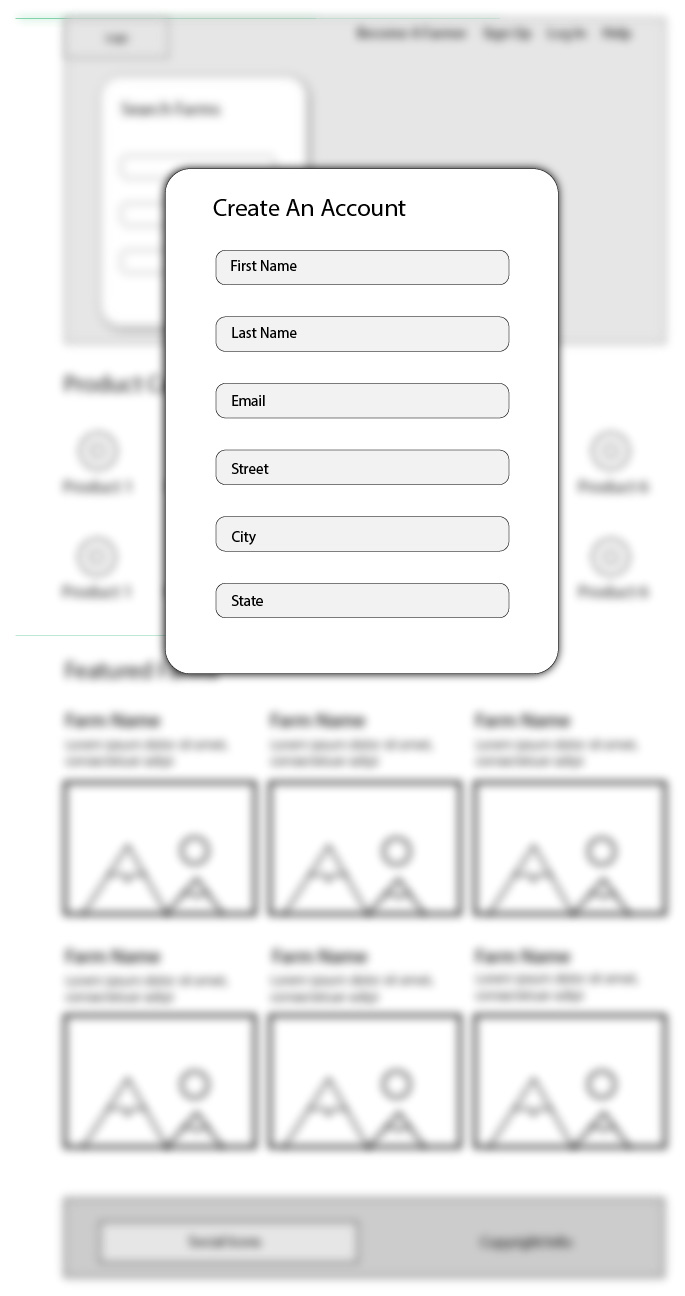 Logo
Become A Farmer Sign Up Log In Help
Search Farms
Create An Account
First Name
Last Name
Email
Street
City
State
Product
Product 1
Product 6
Product 1
Product 6
Featured Farms
Farm Name Farm Name Farm Name
Lorem ipsum dolor sit amet, Lorem ipsum dolor sit amet, Lorem ipsum dolor sit amet,
consectetuer adipi consectetuer adipi consectetuer adipi
Farm Name Farm Name Farm Name
Lorem ipsum dolor sit amet, Lorem ipsum dolor sit amet, Lorem ipsum dolor sit amet,
consectetuer adipi consectetuer adipi consectetuer adipi
Social Icons Copyright Info